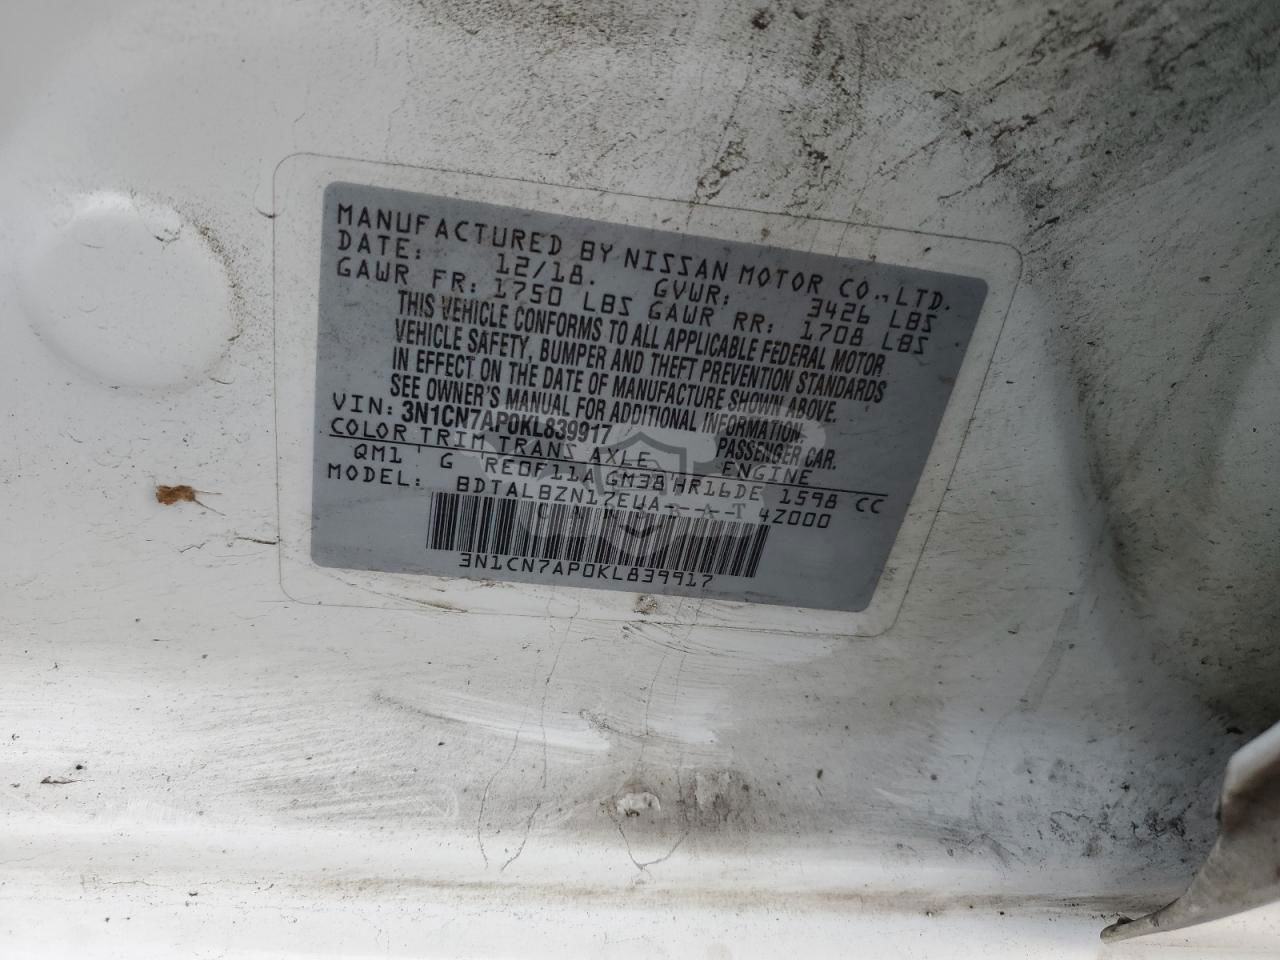 MANUFACTURED BY NISSAN MOTOR CO., LTD.
DATE: 12/18. GVWR: 3426 LBS
GAWR FR: 1750 LBS GAWR RR: 1708 LBS
THIS VEHICLE CONFORMS TO ALL APPLICABLE FEDERAL MOTOR
VEHICLE SAFETY, BUMPER AND THEFT PREVENTION STANDARDS
IN EFFECT ON THE DATE OF MANUFACTURE SHOWN ABOVE.
SEE OWNER'S MANUAL FOR ADDITIONAL INFORMATION.
VIN: 3N1CN7AP0KL839917 PASSENGER CAR.
COLOR TRIM TRANS AXLE ENGINE
QM1 G RE0F11A GM38 HR16DE 1598 CC
MODEL: BDTALBZN17EUA----- 4Z000
3N1CN7AP0KL839917